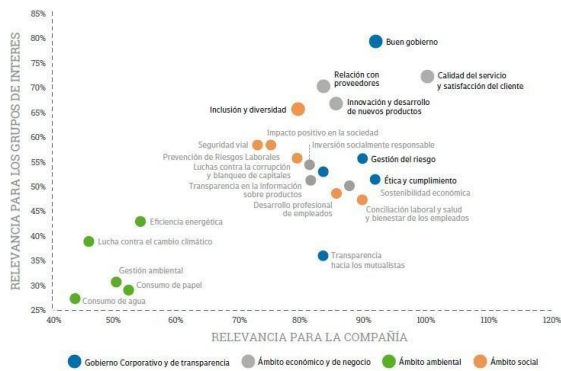 RELEVANCIA PARA LOS GRUPOS DE INTERES
85%
80%
75%
70%
65%
60%
55%
50%
45%
40%
35%
30%
25%
Buen gobierno
Relación con
proveedores
Calidad del servicio
y satisfacción del cliente
Inclusión y diversidad
Innovación y desarrollo
de nuevos productos
Impacto positivo en la sociedad
Seguridad vial
Inversión socialmente responsable
Prevención de Riesgos Laborales
Gestión del riesgo
Luchas contra la corrupción
y blanqueo de capitales
Ética y cumplimiento
Transparencia en la información
sobre productos
Sostenibilidad económica
Desarrollo profesional
de empleados
Conciliación laboral y salud
y bienestar de los empleados
Eficiencia energética
Lucha contra el cambio climático
Transparencia
hacia los mutualistas
Gestión ambiental
Consumo de papel
Consumo de agua
40%
50%
60%
70%
80%
90%
100%
110%
120%
RELEVANCIA PARA LA COMPAÑÍA
Gobierno Corporativo y de transparencia
Ámbito económico y de negocio
Ámbito ambiental
Ámbito social